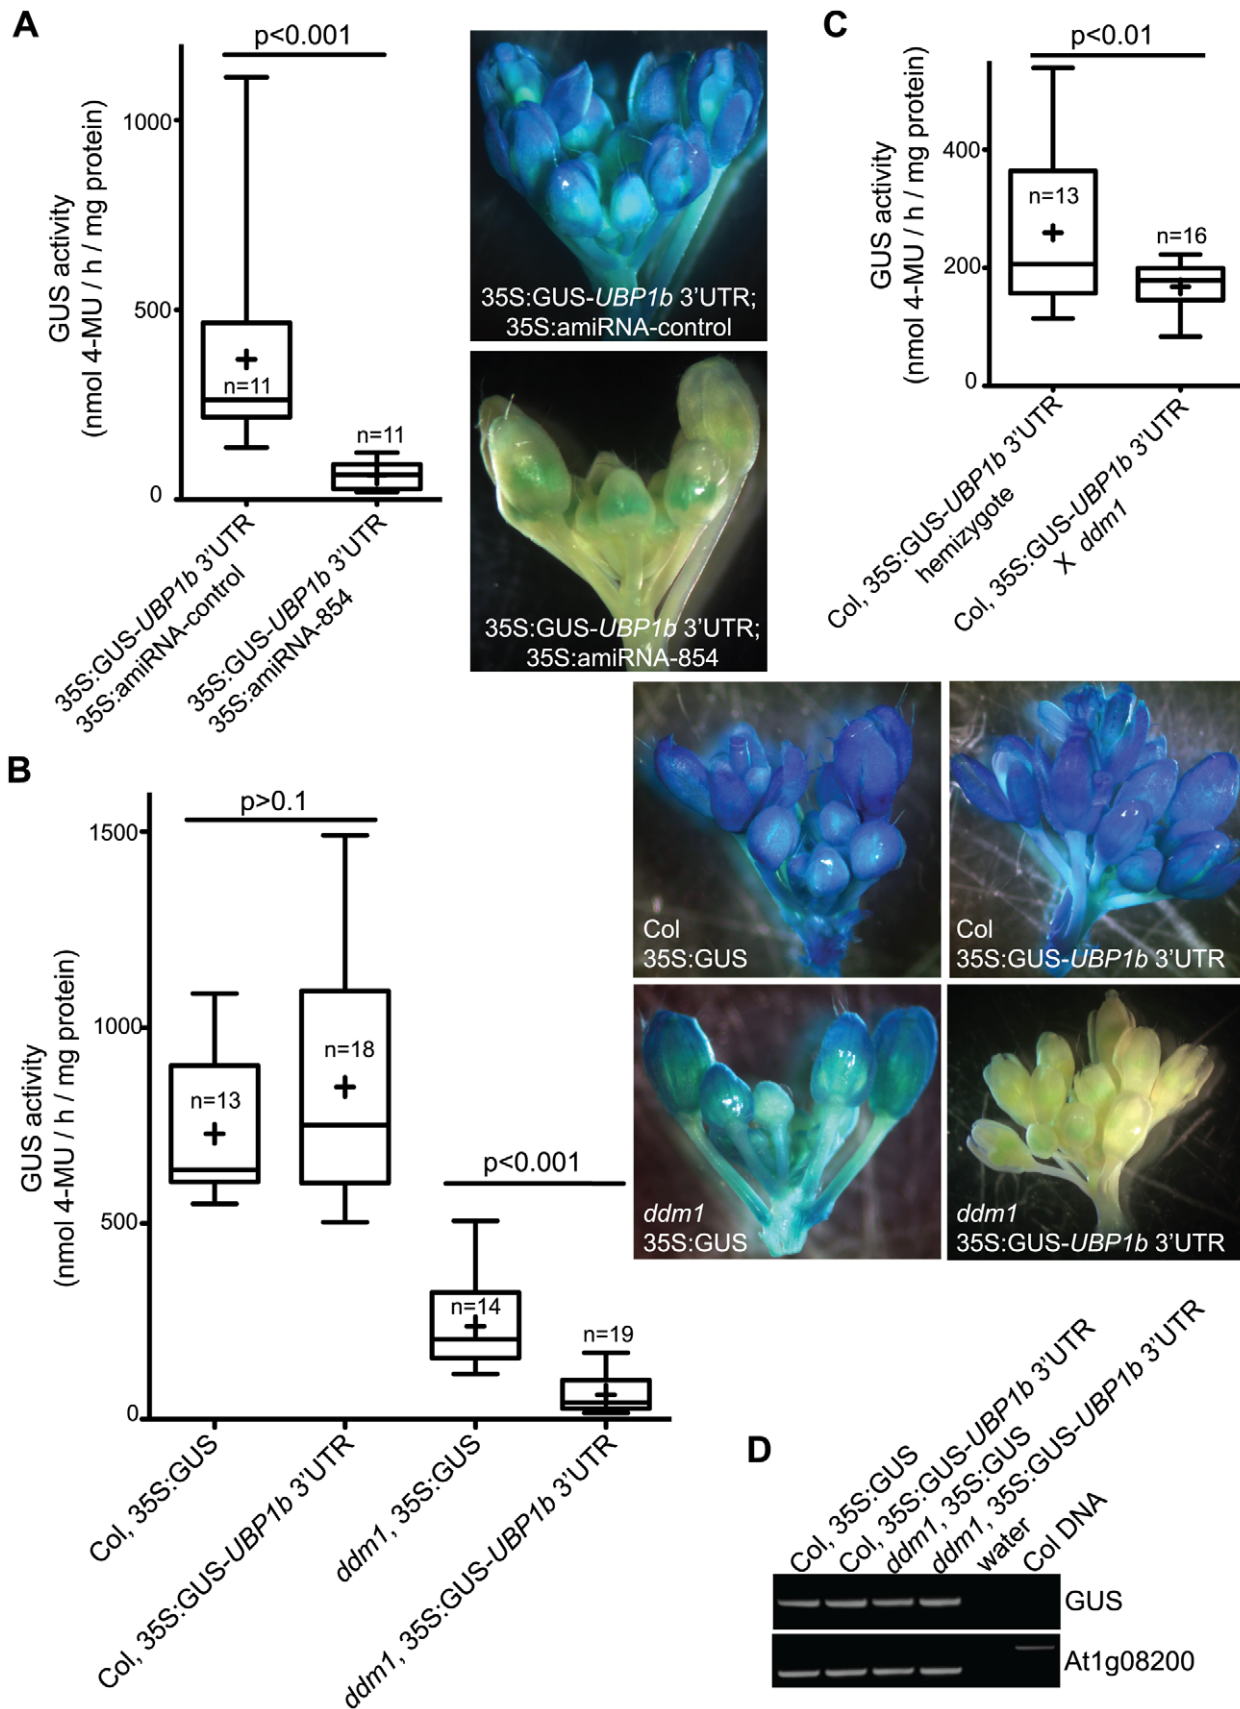 A
p<0.001
GUS activity
(nmol 4-MU / h / mg protein)
1000
500
0
n=11
n=11
35S:GUS-UBP1b 3'UTR
35S:amiRNA-control
35S:GUS-UBP1b 3'UTR
35S:amiRNA-854
35S:GUS-UBP1b 3'UTR;
35S:amiRNA-control
35S:GUS-UBP1b 3'UTR;
35S:amiRNA-854
C
p<0.01
GUS activity
(nmol 4-MU / h / mg protein)
400
200
0
n=13
n=16
Col, 35S:GUS-UBP1b 3'UTR
hemizygote
Col, 35S:GUS-UBP1b 3'UTR
X ddm1
B
p>0.1
GUS activity
(nmol 4-MU / h / mg protein)
1500
1000
500
0
n=13
n=18
p<0.001
n=14
n=19
Col, 35S:GUS
Col, 35S:GUS-UBP1b 3'UTR
ddm1, 35S:GUS
ddm1, 35S:GUS-UBP1b 3'UTR
Col
35S:GUS
Col
35S:GUS-UBP1b 3'UTR
ddm1
35S:GUS
ddm1
35S:GUS-UBP1b 3'UTR
D
Col, 35S:GUS
Col, 35S:GUS-UBP1b 3'UTR
ddm1, 35S:GUS
ddm1, 35S:GUS-UBP1b 3'UTR
water
Col DNA
GUS
At1g08200